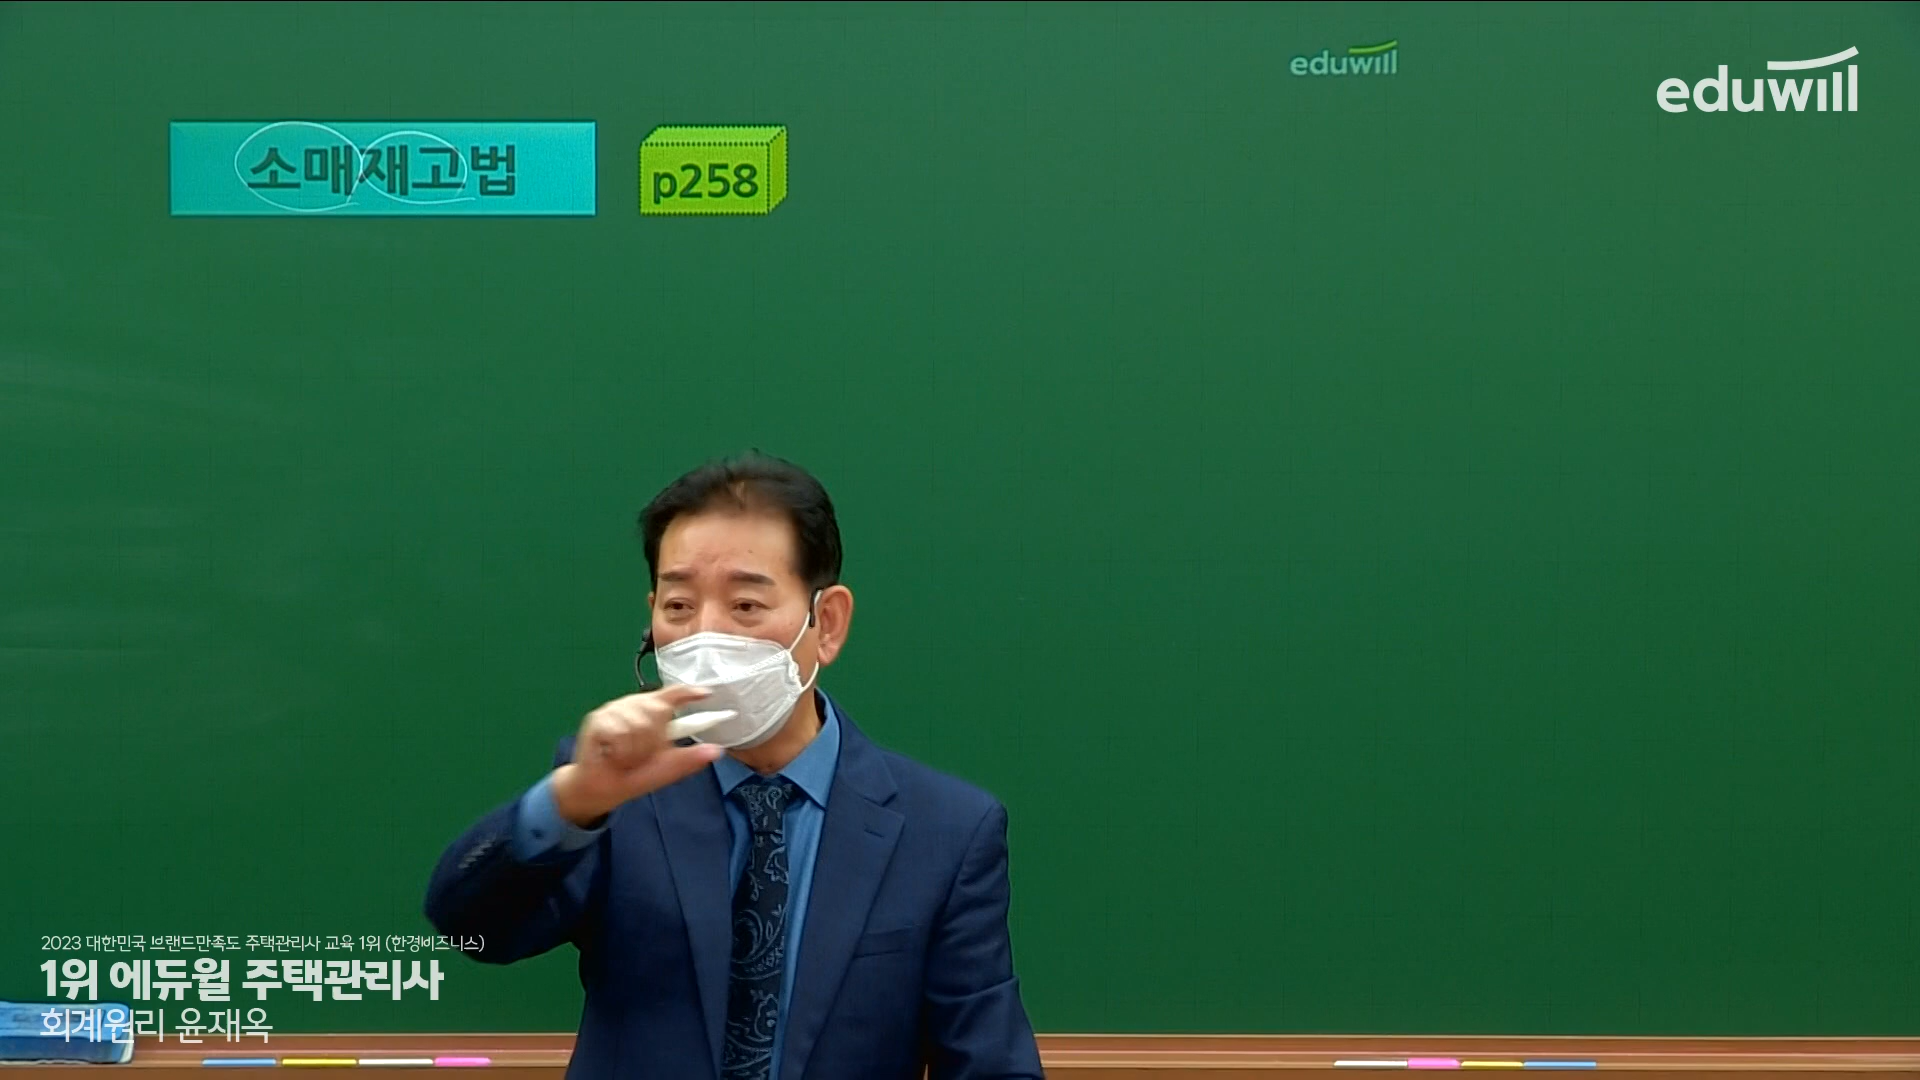 eduwill
eduwill
소매재고법
p258
2023 대한민국 브랜드만족도 주택관리사 교육 1위 (한경비즈니스)
1위 에듀윌 주택관리사
회계원리 윤재옥